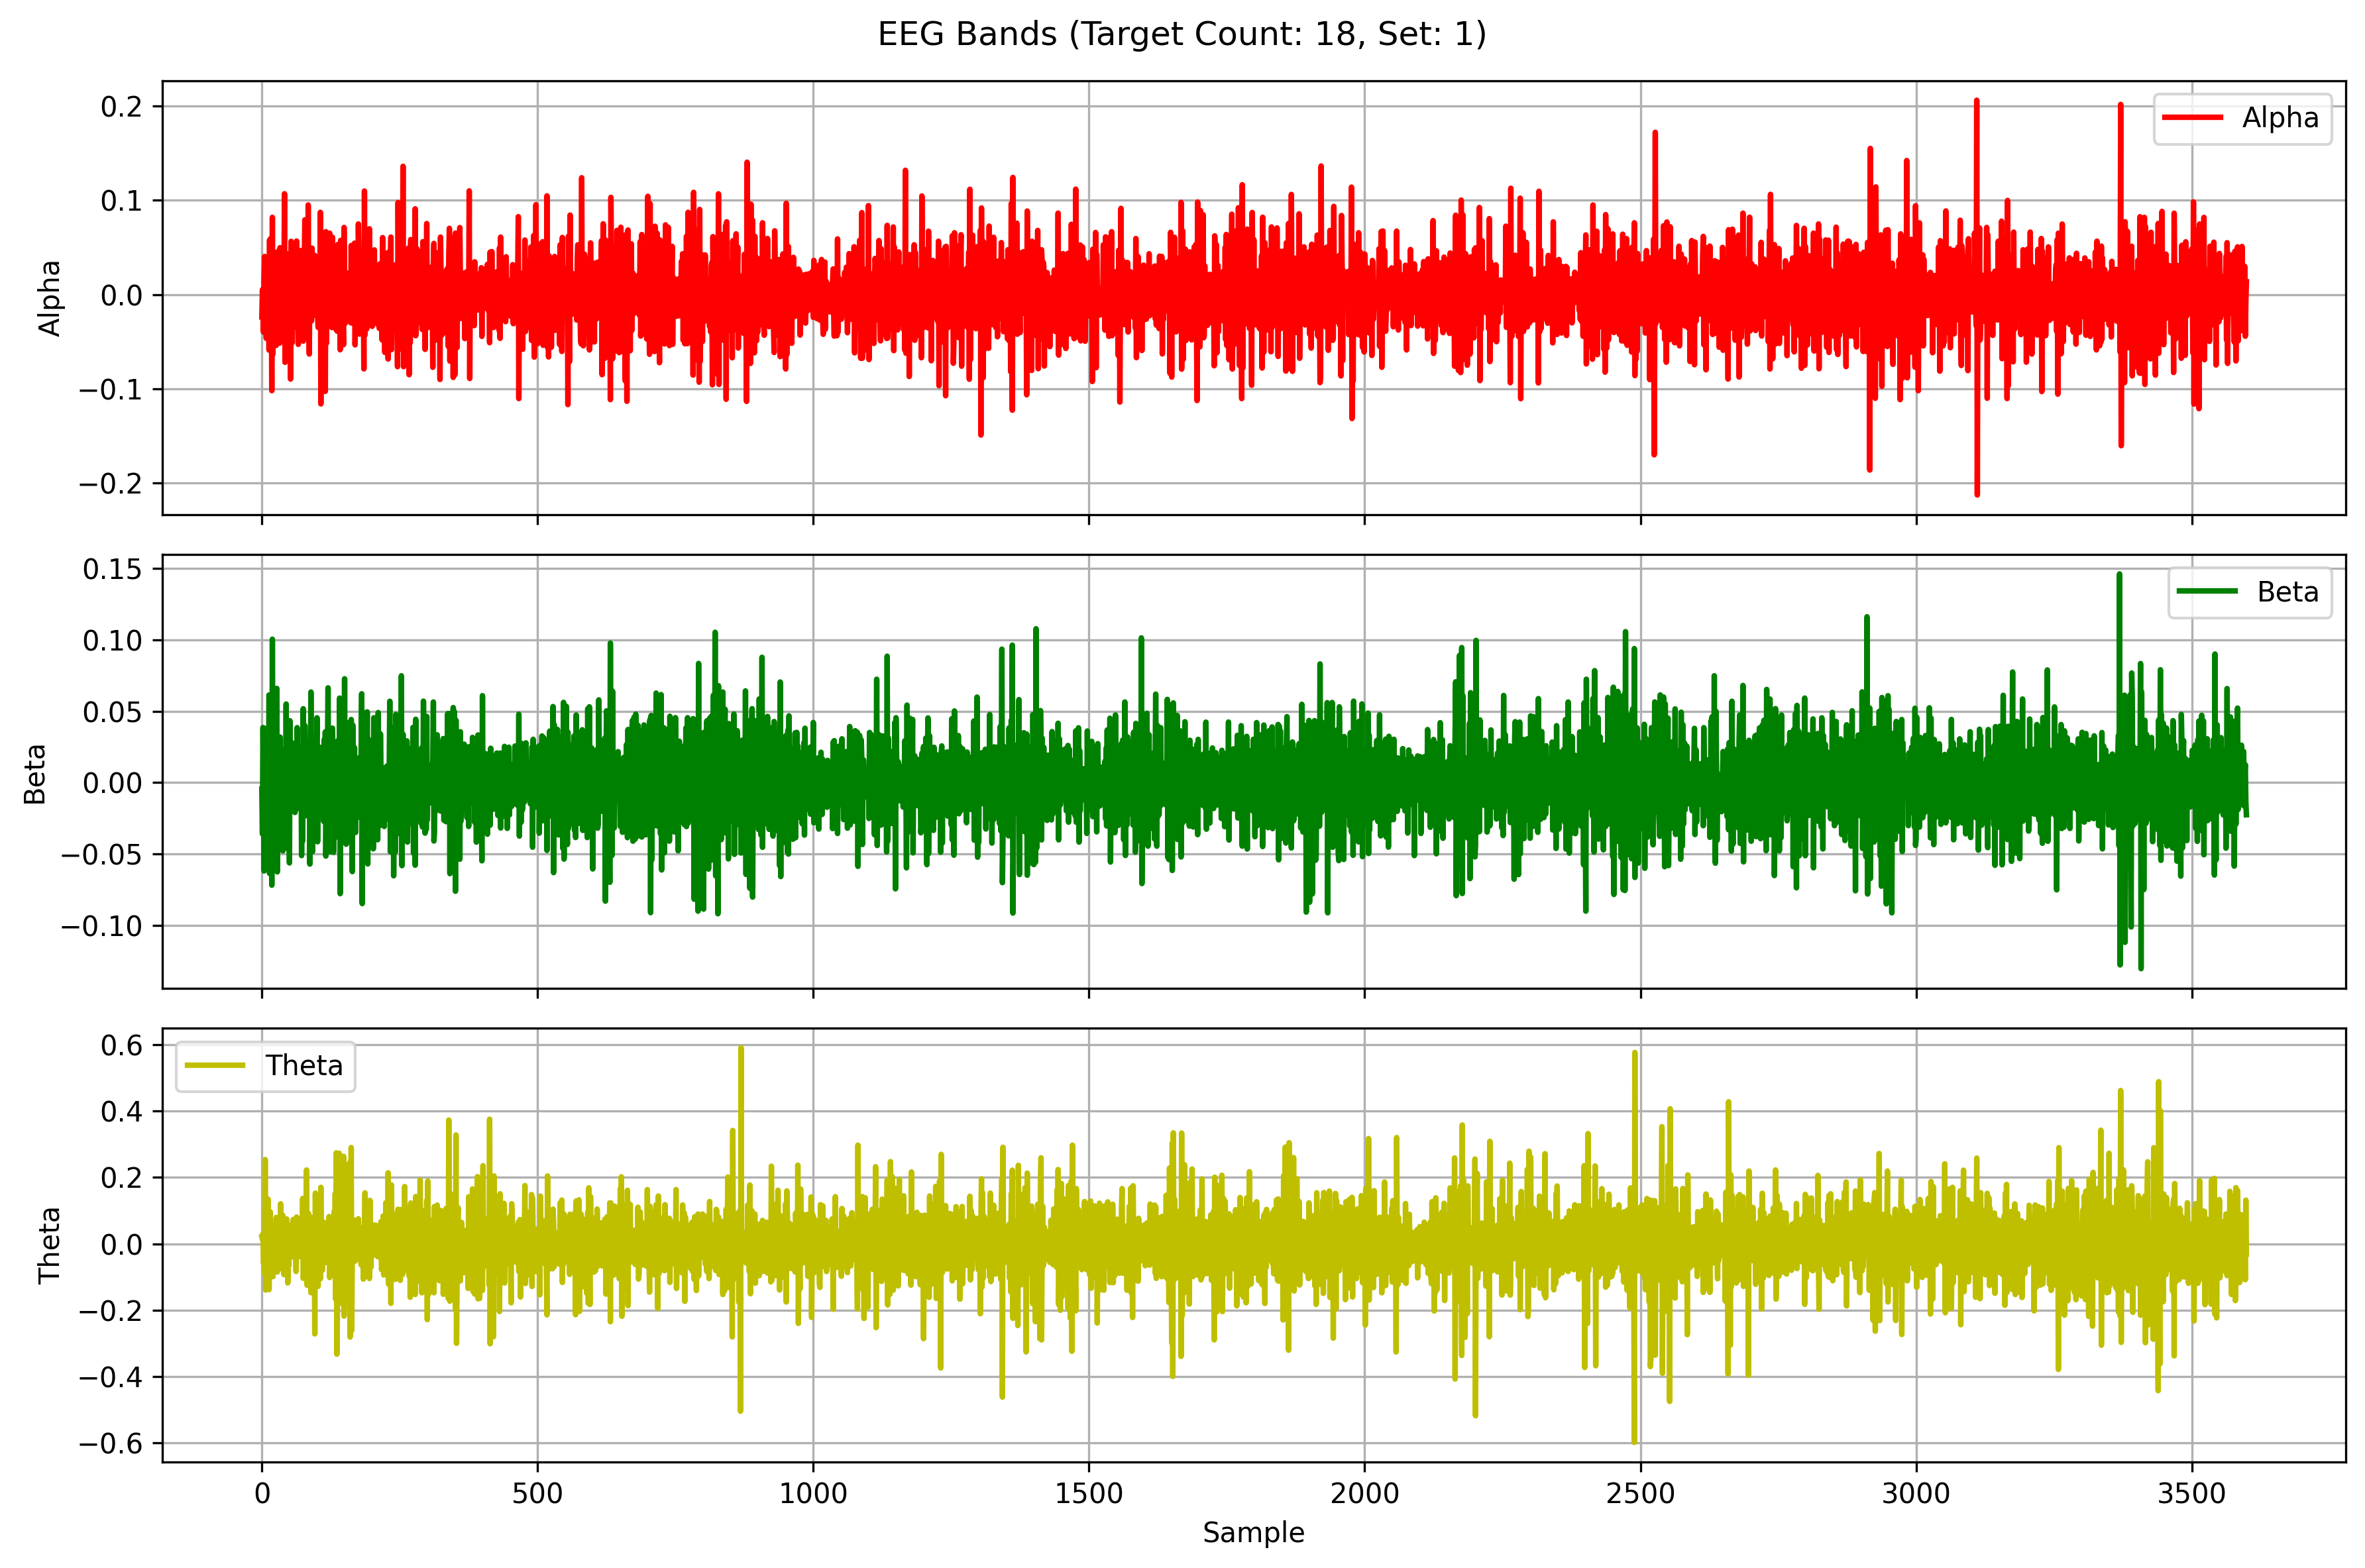 EEG Bands (Target Count: 18, Set: 1)
0.2
0.1
0.0
−0.1
−0.2
Alpha
Alpha
0.15
0.10
0.05
0.00
−0.05
−0.10
Beta
Beta
0.6
0.4
0.2
0.0
−0.2
−0.4
−0.6
Theta
Theta
0 500 1000 1500 2000 2500 3000 3500
Sample